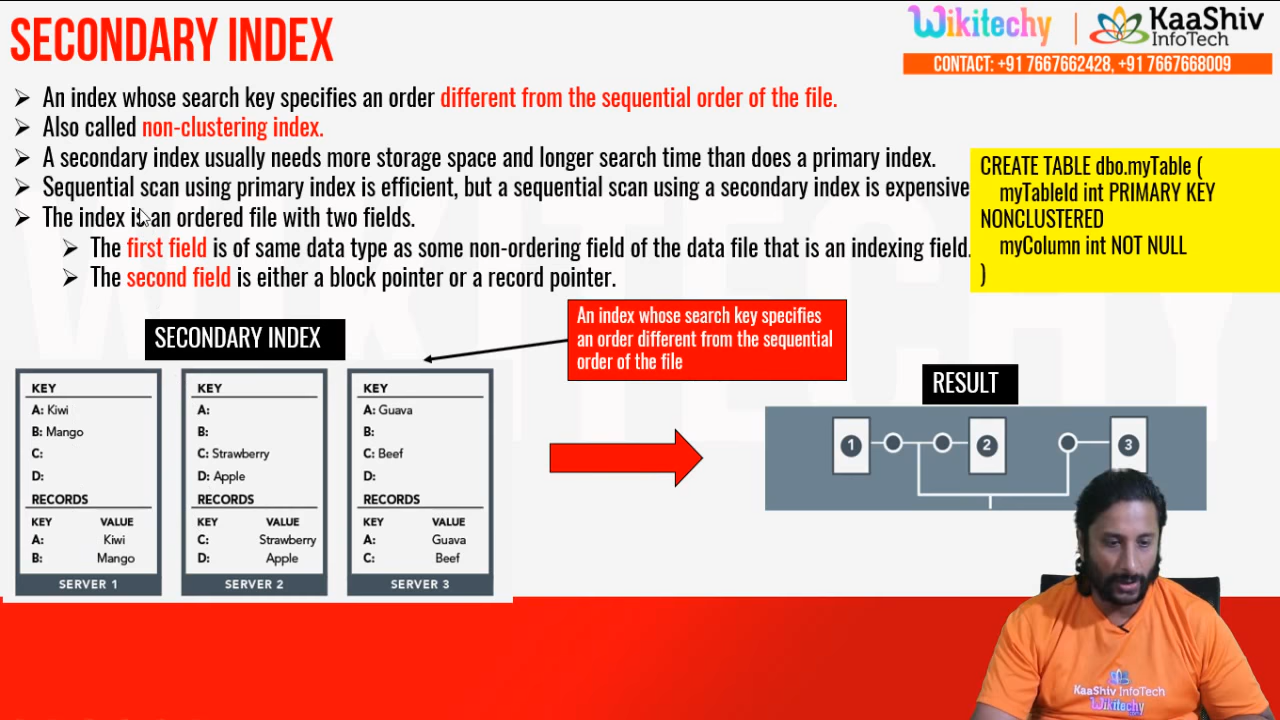 SECONDARY INDEX
Wikitechy
KaaShiv
InfoTech
CONTACT: +91 7667662428, +91 7667668009
An index whose search key specifies an order different from the sequential order of the file.
Also called non-clustering index.
A secondary index usually needs more storage space and longer search time than does a primary index.
Sequential scan using primary index is efficient, but a sequential scan using a secondary index is expensive
The index is an ordered file with two fields.
The first field is of same data type as some non-ordering field of the data file that is an indexing field.
The second field is either a block pointer or a record pointer.
CREATE TABLE dbo.myTable (
myTableId int PRIMARY KEY
NONCLUSTERED
myColumn int NOT NULL
)
SECONDARY INDEX
An index whose search key specifies
an order different from the sequential
order of the file
KEY
A: Kiwi
B: Mango
C:
D:
RECORDS
KEY VALUE
A: Kiwi
B: Mango
SERVER 1
KEY
A:
B:
C: Strawberry
D: Apple
RECORDS
KEY VALUE
C: Strawberry
D: Apple
SERVER 2
KEY
A: Guava
B:
C: Beef
D:
RECORDS
KEY VALUE
A: Guava
C: Beef
SERVER 3
RESULT
1 2 3
KaaShiv InfoTech
Wikitechy